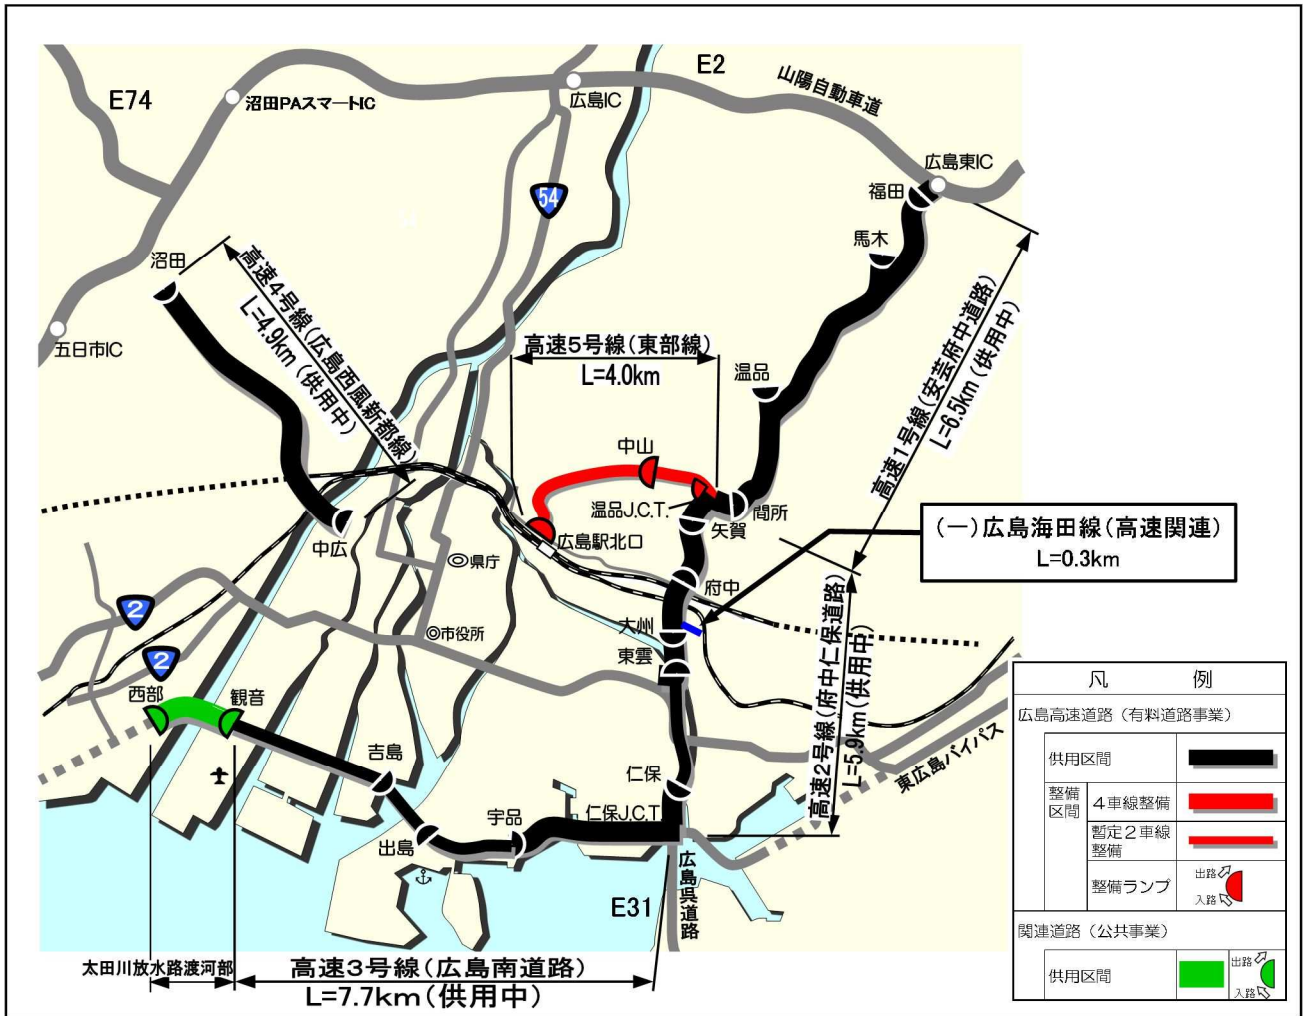 E74
沼田PAスマートIC
広島IC
E2
山陽自動車道
広島東IC
54
福田
馬木
沼田
高速4号線(広島西風新都線)
L=4.9km(供用中)
五日市IC
高速5号線(東部線)
L=4.0km
温品
高速1号線(安芸府中道路)
L=6.5km(供用中)
中山
温品J.C.T.
間所
矢賀
中広
広島駅北口
県庁
(一)広島海田線(高速関連)
L=0.3km
府中
2
大州
市役所
東雲
2
西部
観音
高速2号線(府中仁保道路)
L=5.9km(供用中)
東広島バイパス
吉島
仁保
宇品
仁保J.C.T.
出島
広島県道路
E31
太田川放水路渡河部
高速3号線(広島南道路)
L=7.7km(供用中)
凡 例
広島高速道路(有料道路事業)
供用区間
整備
区間
4車線整備
暫定2車線
整備
整備ランプ
出路
入路
関連道路(公共事業)
供用区間
出路
入路